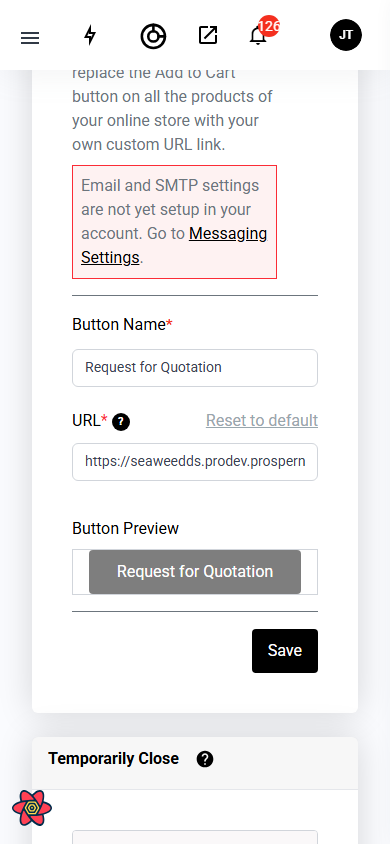 126
JT
replace the Add to Cart
button on all the products of
your online store with your
own custom URL link.
Email and SMTP settings
are not yet setup in your
account. Go to Messaging
Settings.
Button Name*
Request for Quotation
URL* ? Reset to default
https://seaweedds.prodev.prospern
Button Preview
Request for Quotation
Save
Temporarily Close ?